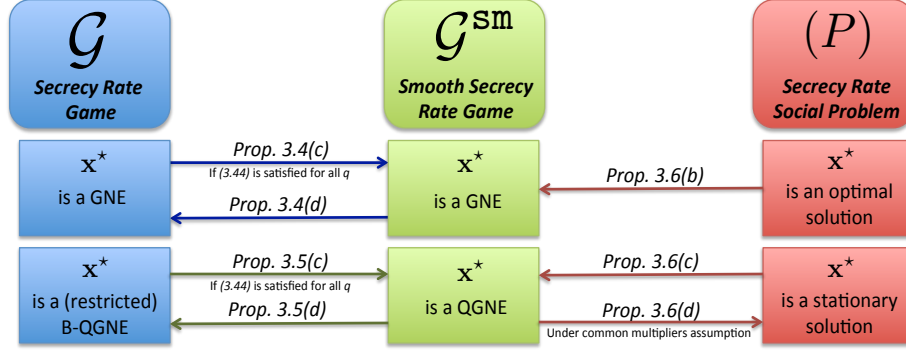 𝒢
Secrecy Rate
Game
𝒢ˢᵐ
Smooth Secrecy
Rate Game
(P)
Secrecy Rate
Social Problem
x⋆
is a GNE
Prop. 3.4(c)
If (3.44) is satisfied for all q
Prop. 3.4(d)
x⋆
is a GNE
Prop. 3.6(b)
x⋆
is an optimal
solution
x⋆
is a (restricted)
B-QGNE
Prop. 3.5(c)
If (3.44) is satisfied for all q
Prop. 3.5(d)
x⋆
is a QGNE
Prop. 3.6(c)
Prop. 3.6(d)
Under common multipliers assumption
x⋆
is a stationary
solution